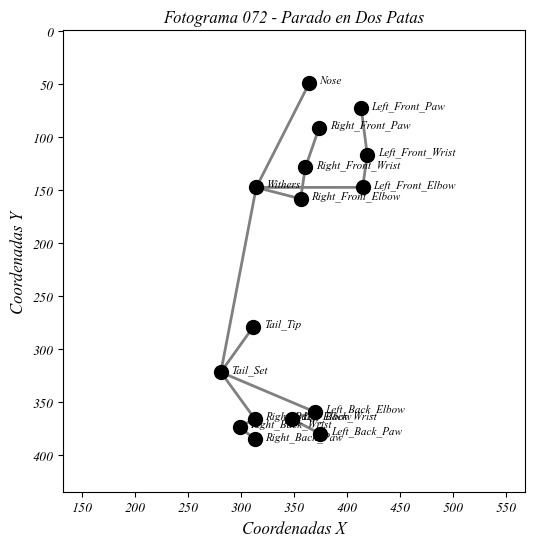 Fotograma 072 - Parado en Dos Patas
0
50
Nose
Left_Front_Paw
100
Right_Front_Paw
Left_Front_Wrist
Right_Front_Wrist
150
Withers
Left_Front_Elbow
Right_Front_Elbow
200
250
Tail_Tip
300
Tail_Set
350
Left_Back_Elbow
Right_Back_Wrist
Left_Back_Paw
Right_Back_Paw
400
150 200 250 300 350 400 450 500 550
Coordenadas X
Coordenadas Y